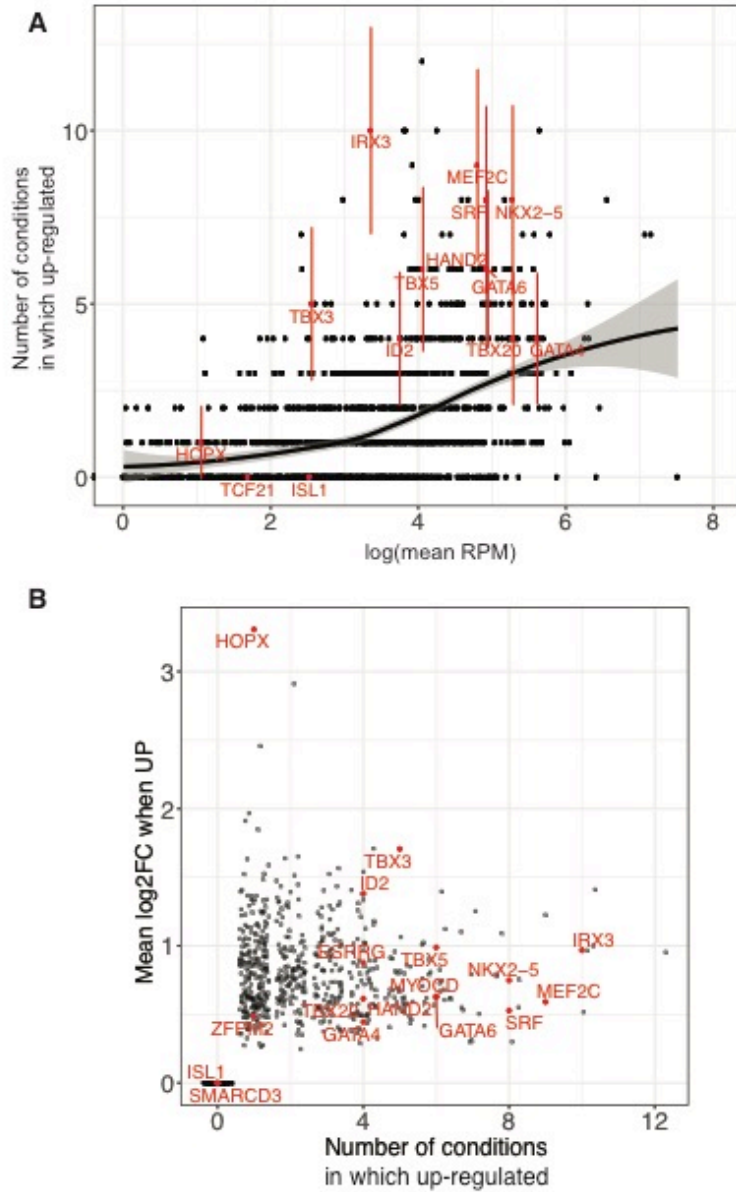 A
Number of conditions
in which up-regulated
10
5
0
IRX3
MEF2C
SRF
NKX2-5
HAND2
TBX5
GATA6
TBX3
ID2
TBX20
GATA4
HOPX
TCF21
ISL1
0
2
4
6
8
log(mean RPM)
B
Mean log2FC when UP
3
2
1
0
HOPX
TBX3
ID2
ESRRG
TBX5
IRX3
NKX2-5
MYOCD
MEF2C
TBX20
HAND2
GATA4
GATA6
SRF
ZFPM2
ISL1
SMARCD3
0
4
8
12
Number of conditions
in which up-regulated